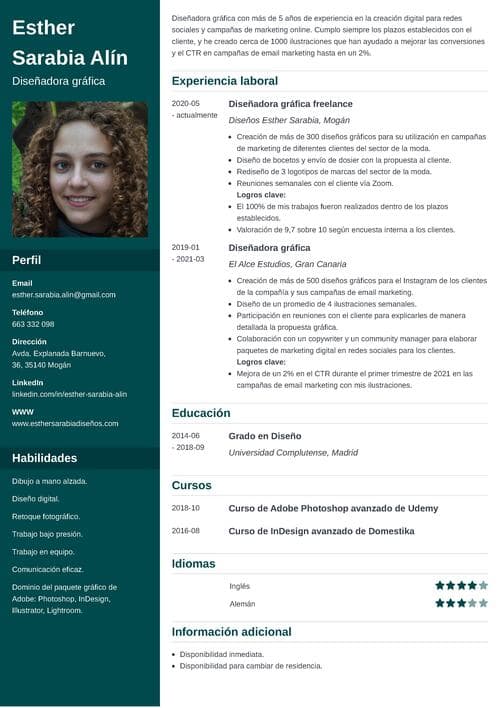 Esther
Sarabia Alín
Diseñadora gráfica
Perfil
Email
esther.sarabia.alin@gmail.com
Teléfono
663 332 098
Dirección
Avda. Explanada Barnuevo,
36, 35140 Mogán
LinkedIn
linkedin.com/in/esther-sarabia-alin
WWW
www.esthersarabiadiseños.com
Habilidades
Dibujo a mano alzada.
Diseño digital.
Retoque fotográfico.
Trabajo bajo presión.
Trabajo en equipo.
Comunicación eficaz.
Dominio del paquete gráfico de
Adobe: Photoshop, InDesign,
Illustrator, Lightroom.
Diseñadora gráfica con más de 5 años de experiencia en la creación digital para redes
sociales y campañas de marketing online. Cumplo siempre los plazos establecidos con el
cliente, y he creado cerca de 1000 ilustraciones que han ayudado a mejorar las conversiones
y el CTR en campañas de email marketing hasta en un 2%.
Experiencia laboral
2020-05
- actualmente
Diseñadora gráfica freelance
Diseños Esther Sarabia, Mogán
• Creación de más de 300 diseños gráficos para su utilización en campañas
de marketing de diferentes clientes del sector de la moda.
• Diseño de bocetos y envío de dosier con la propuesta al cliente.
• Rediseño de 3 logotipos de marcas del sector de la moda.
• Reuniones semanales con el cliente vía Zoom.
Logros clave:
• El 100% de mis trabajos fueron realizados dentro de los plazos
establecidos.
• Valoración de 9,7 sobre 10 según encuesta interna a los clientes.
2019-01
- 2021-03
Diseñadora gráfica
El Alce Estudios, Gran Canaria
• Creación de más de 500 diseños gráficos para el Instagram de los clientes
de la compañía y sus campañas de email marketing.
• Diseño de un promedio de 4 ilustraciones semanales.
• Participación en reuniones con el cliente para explicarles de manera
detallada la propuesta gráfica.
• Colaboración con un copywriter y un community manager para elaborar
paquetes de marketing digital en redes sociales para los clientes.
Logros clave:
• Mejora de un 2% en el CTR durante el primer trimestre de 2021 en las
campañas de email marketing con mis ilustraciones.
Educación
2014-06
- 2018-09
Grado en Diseño
Universidad Complutense, Madrid
Cursos
2018-10 Curso de Adobe Photoshop avanzado de Udemy
2016-08 Curso de InDesign avanzado de Domestika
Idiomas
Inglés
Alemán
Información adicional
• Disponibilidad inmediata.
• Disponibilidad para cambiar de residencia.